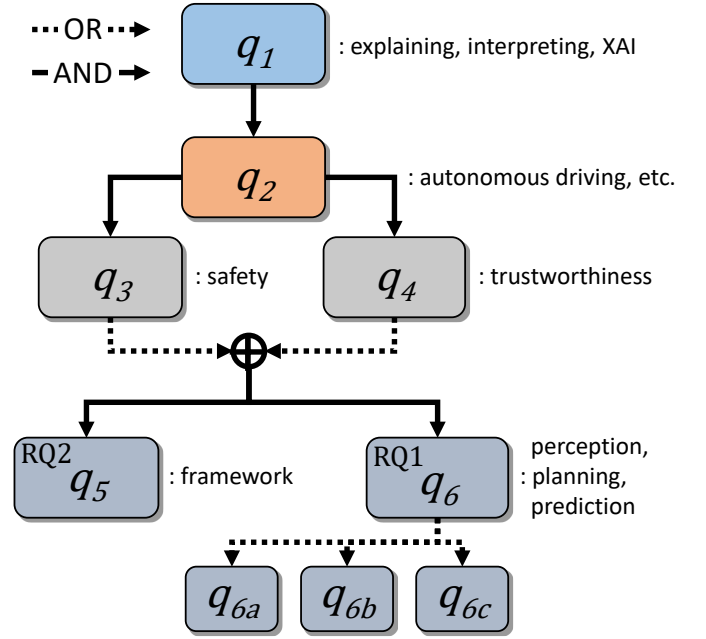 OR
AND
q1
: explaining, interpreting, XAI
q2
: autonomous driving, etc.
q3
: safety
q4
: trustworthiness
RQ2
q5
: framework
RQ1
q6
perception,
: planning,
prediction
q6a
q6b
q6c